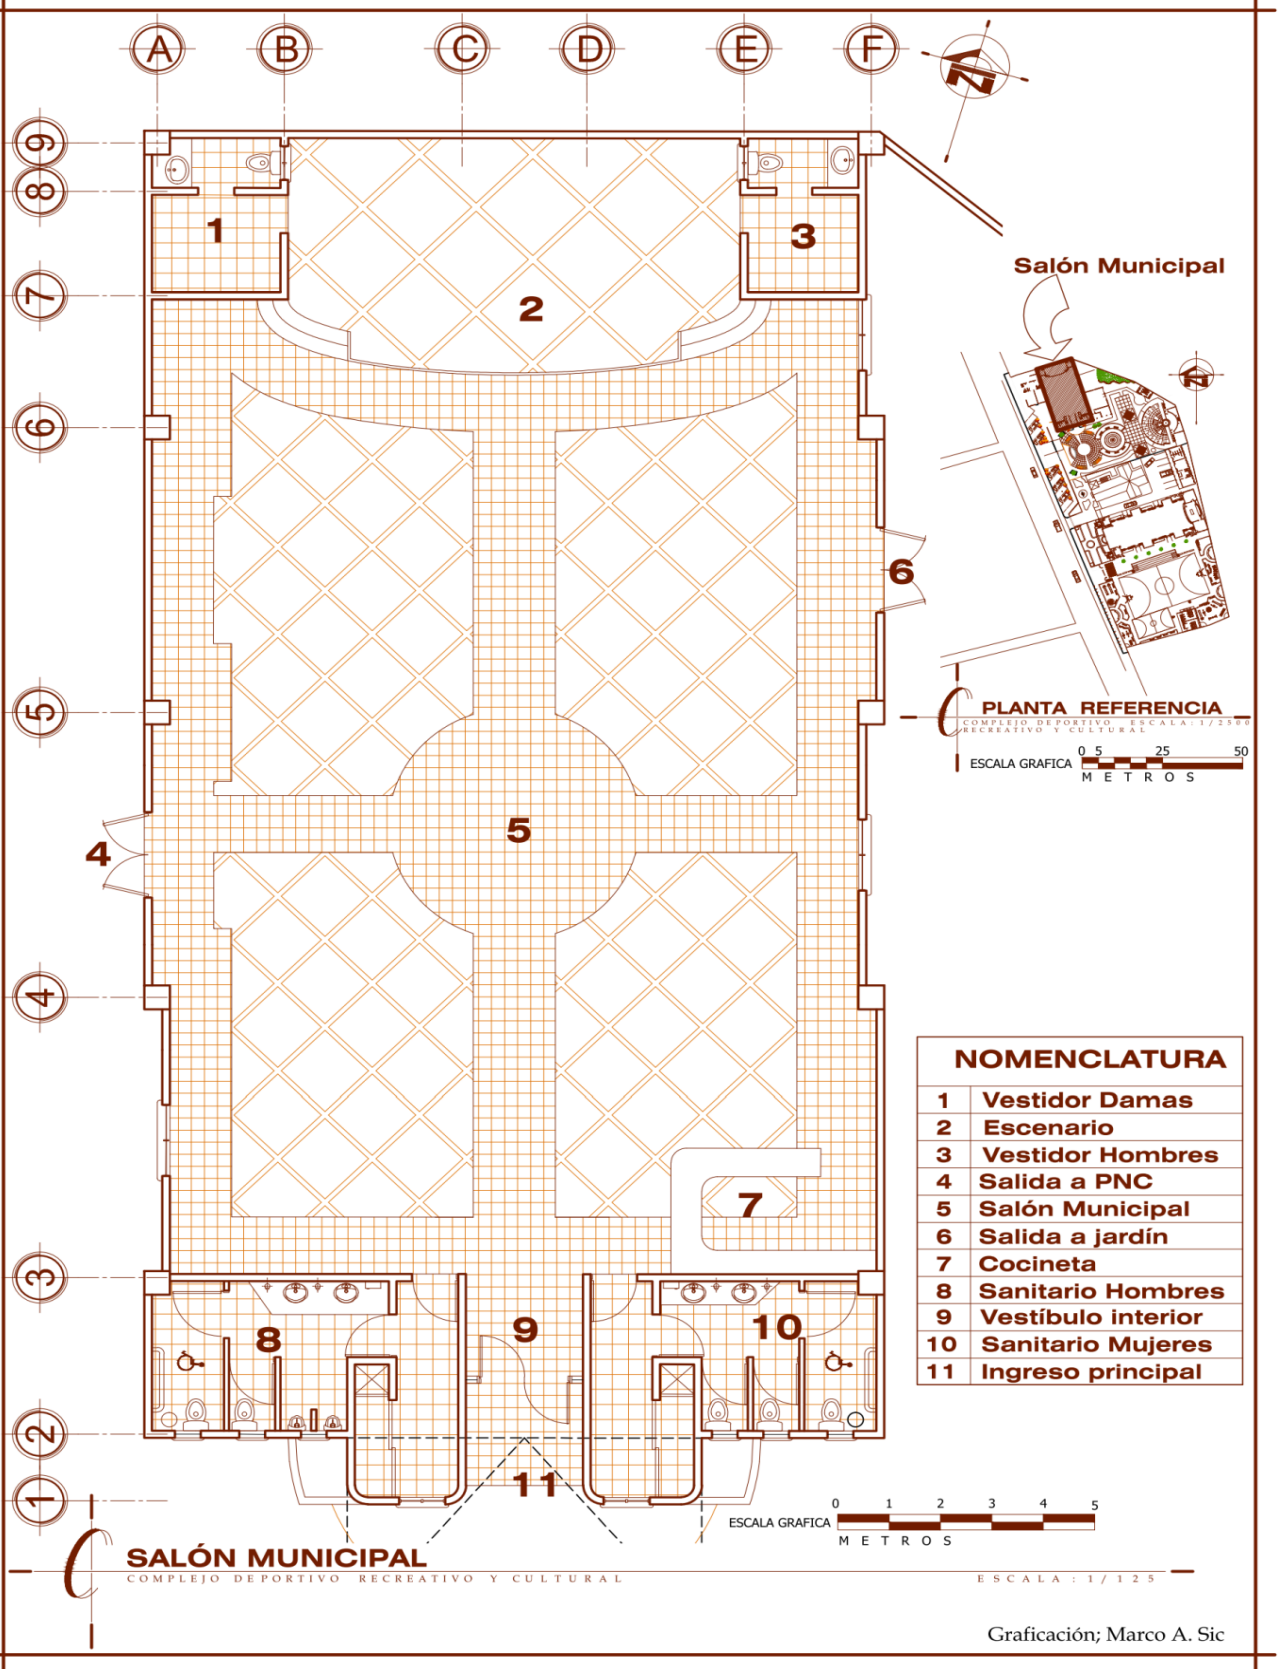 A B C D E F
N
9
8
1
3
2
7
Salón Municipal
N
6
6
5
PLANTA REFERENCIA
COMPLEJO DEPORTIVO ESCALA: 1/2500
RECREATIVO Y CULTURAL
ESCALA GRAFICA 0 5 25 50
METROS
5
4
4
NOMENCLATURA
1 Vestidor Damas
2 Escenario
3 Vestidor Hombres
4 Salida a PNC
5 Salón Municipal
6 Salida a jardín
7 Cocineta
8 Sanitario Hombres
9 Vestíbulo interior
10 Sanitario Mujeres
11 Ingreso principal
7
3
8
9
10
2
11
1
ESCALA GRAFICA 0 1 2 3 4 5
METROS
SALÓN MUNICIPAL
COMPLEJO DEPORTIVO RECREATIVO Y CULTURAL
ESCALA : 1/125
Graficación; Marco A. Sic